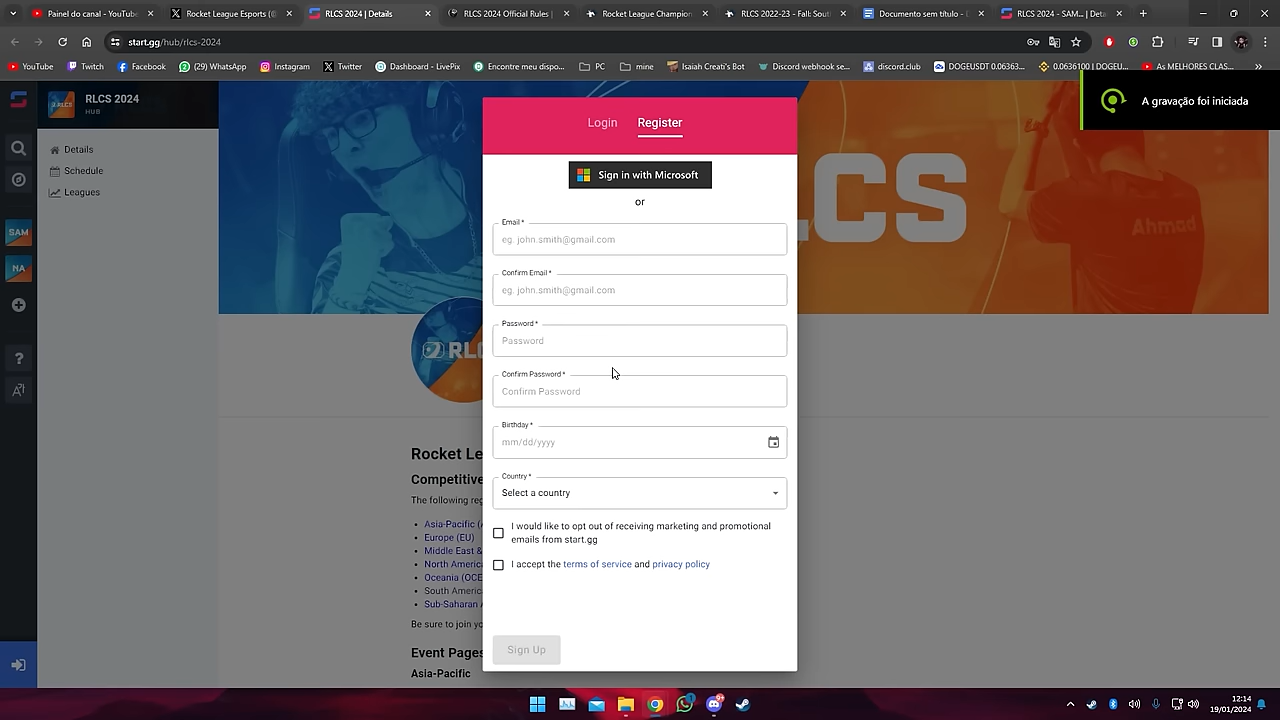 Painel do canal - YouTube
Rocket League Esports (@
RLCS 2024 | Details
RLCS 2024 Official Rules |
Rocket League Champion
RLCS 2022-23 - Fall: South
Documento sem título - D
RLCS 2024 - SAM... | Deta
start.gg/hub/rlcs-2024
YouTube
Twitch
Facebook
(29) WhatsApp
Instagram
Twitter
Dashboard - LivePix
Encontre meu dispo...
PC
mine
Isaiah Creati's Bot
Discord webhook se...
discord.club
DOGEUSDT 0.06363...
0.0636100 | DOGEU...
As MELHORES CLAS...
A gravação foi iniciada
RLCS 2024
HUB
Details
Schedule
Leagues
SAM
NA
LCS
Ahmad
RL
Login
Register
Sign in with Microsoft
or
Email *
eg. john.smith@gmail.com
Confirm Email *
eg. john.smith@gmail.com
Password *
Password
Confirm Password *
Confirm Password
Birthday *
mm/dd/yyyy
Country *
Select a country
I would like to opt out of receiving marketing and promotional
emails from start.gg
I accept the terms of service and privacy policy
Sign Up
Rocket Le
Competitive
The following reg
Asia-Pacific (A
Europe (EU)
Middle East &
North America
Oceania (OCE
South America
Sub-Saharan A
Be sure to join yo
Event Pages
Asia-Pacific
12:14
19/01/2024